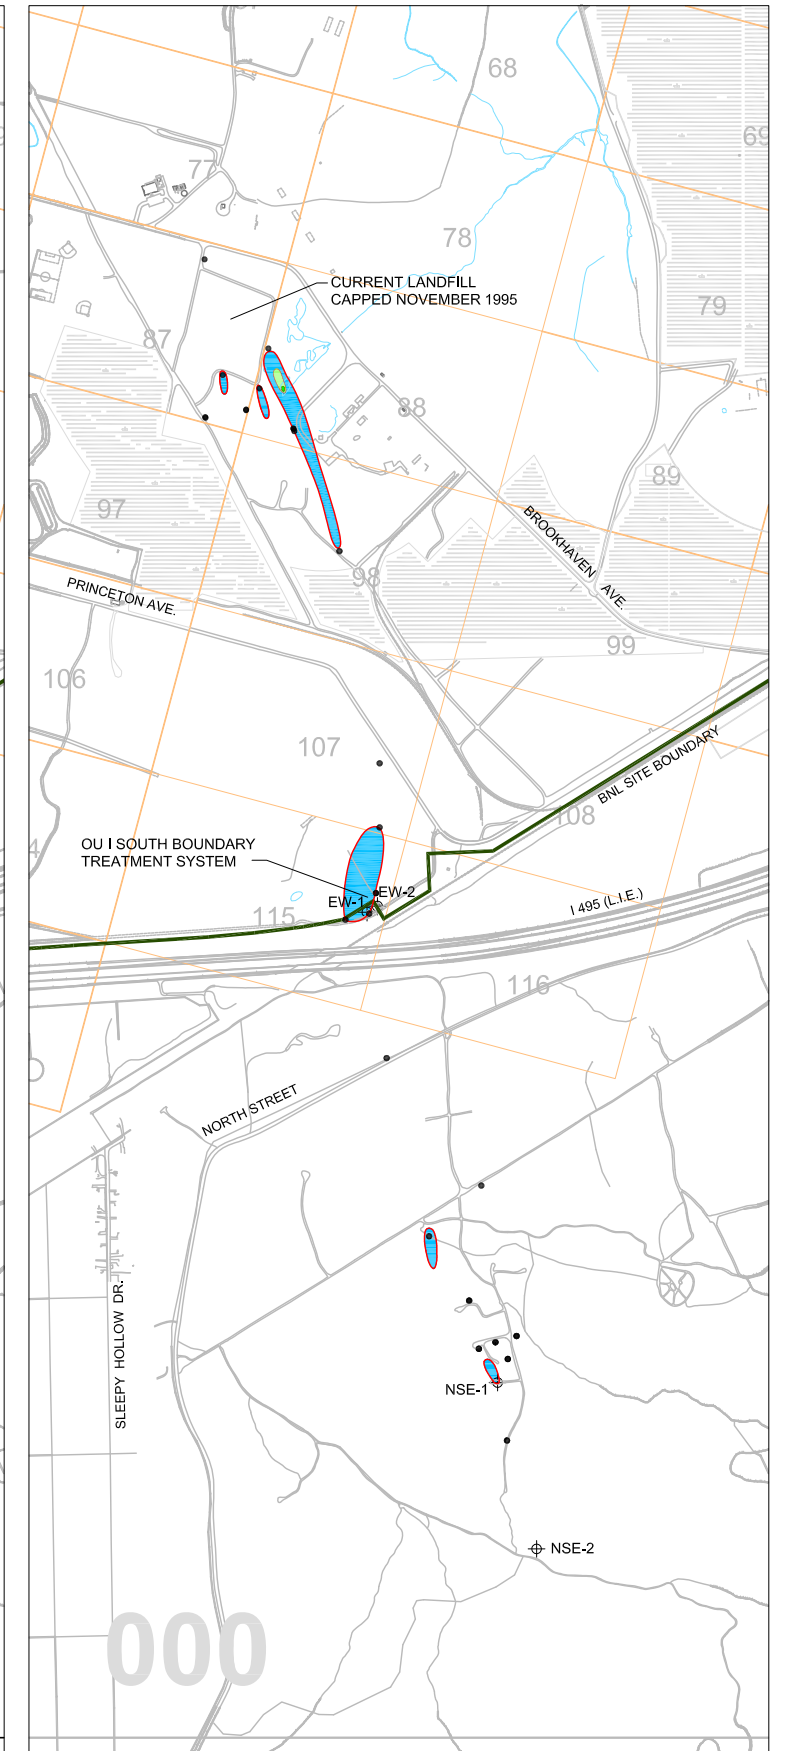 68
69
77
78
CURRENT LANDFILL
CAPPED NOVEMBER 1995
79
87
88
89
97
BROOKHAVEN AVE.
98
PRINCETON AVE.
99
106
107
BNL SITE BOUNDARY
108
OU I SOUTH BOUNDARY
TREATMENT SYSTEM
EW-2
EW-1
I 495 (L.I.E.)
115
116
NORTH STREET
SLEEPY HOLLOW DR.
NSE-1
NSE-2
000